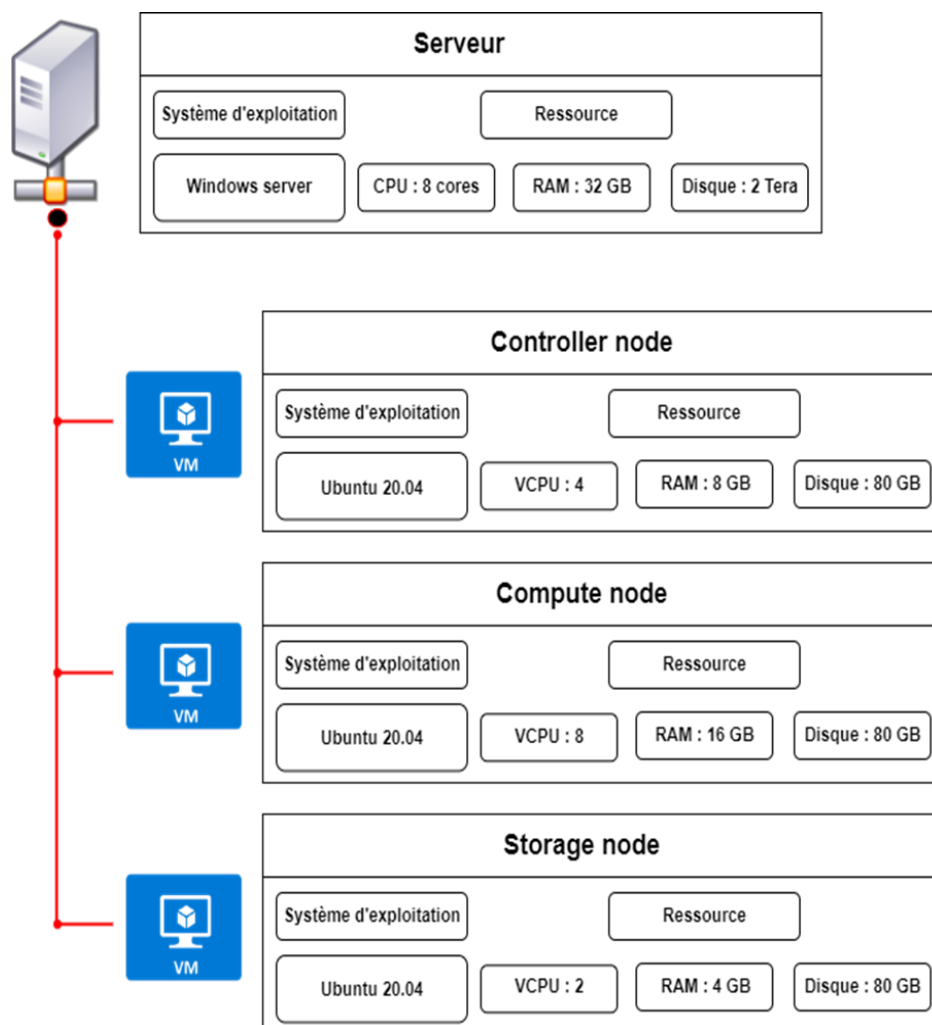 Serveur
Système d'exploitation
Ressource
Windows server
CPU : 8 cores
RAM : 32 GB
Disque : 2 Tera
Controller node
Système d'exploitation
Ressource
VM
Ubuntu 20.04
VCPU : 4
RAM : 8 GB
Disque : 80 GB
Compute node
Système d'exploitation
Ressource
VM
Ubuntu 20.04
VCPU : 8
RAM : 16 GB
Disque : 80 GB
Storage node
Système d'exploitation
Ressource
VM
Ubuntu 20.04
VCPU : 2
RAM : 4 GB
Disque : 80 GB